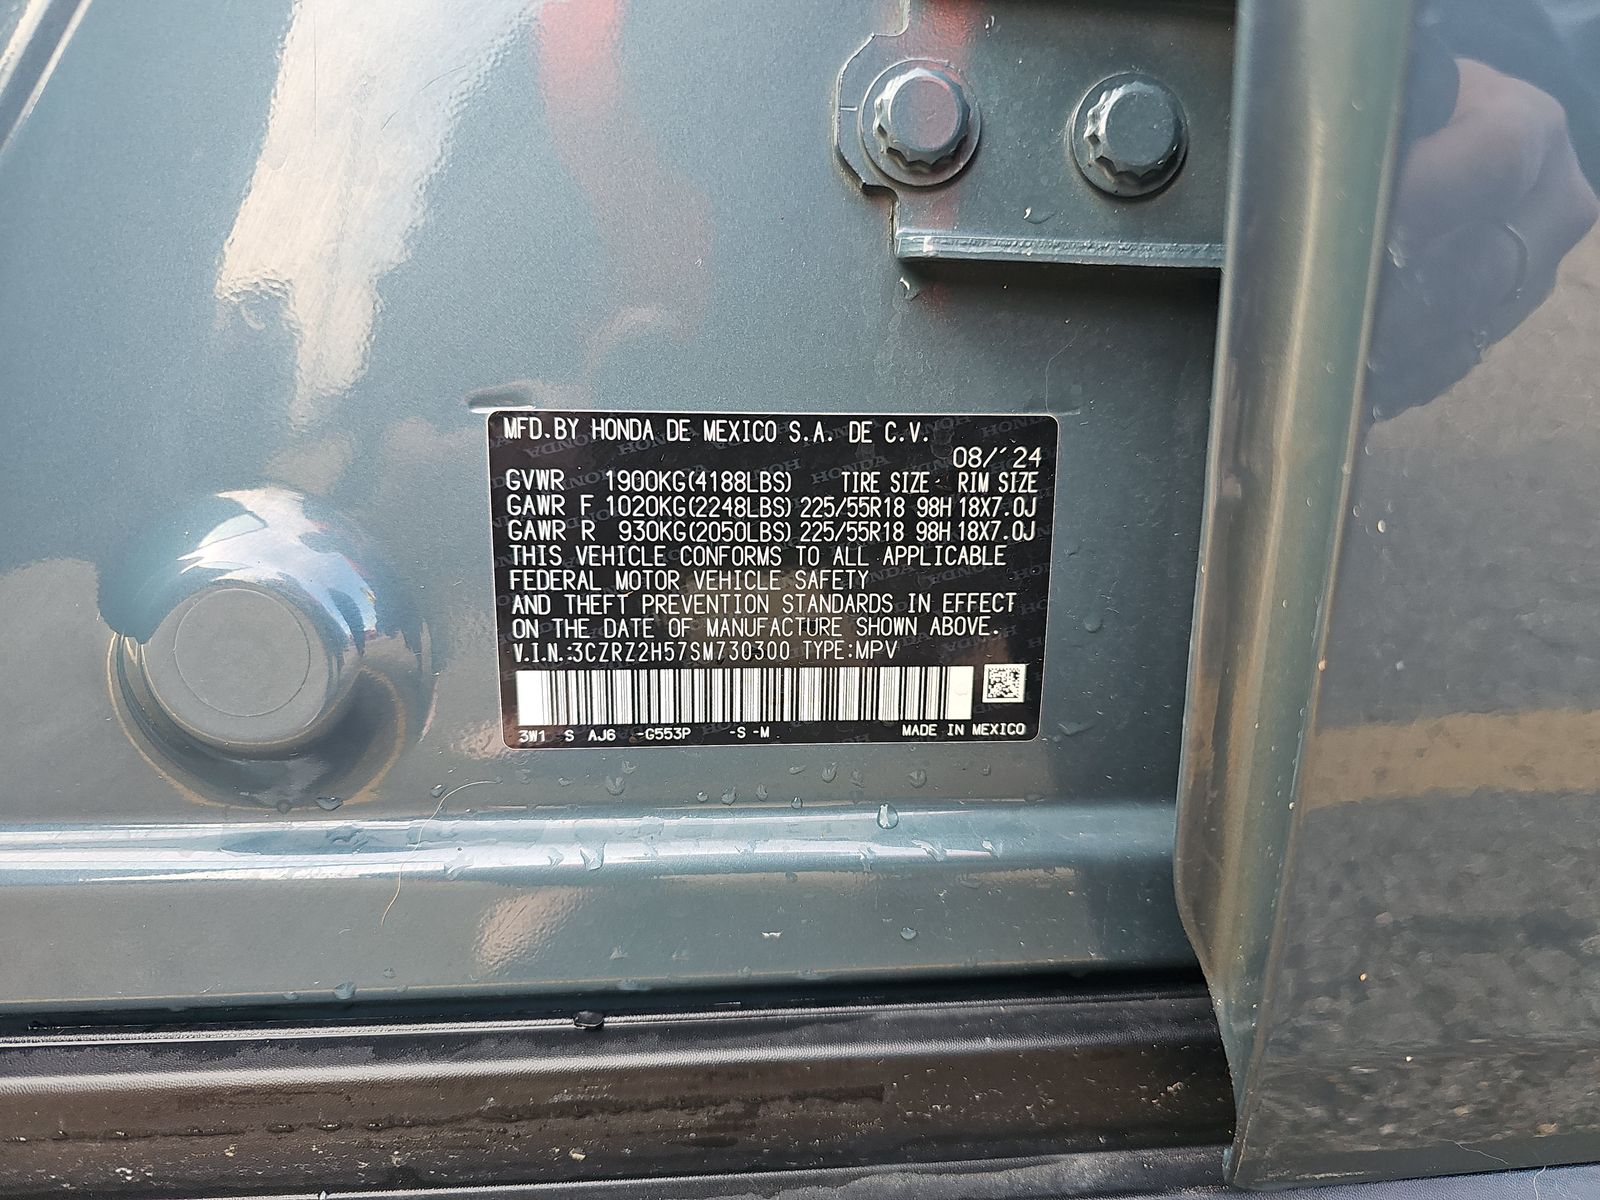 MFD.BY HONDA DE MEXICO S.A. DE C.V.
08/´24
GVWR 1900KG(4188LBS) TIRE SIZE RIM SIZE
GAWR F 1020KG(2248LBS) 225/55R18 98H 18X7.0J
GAWR R 930KG(2050LBS) 225/55R18 98H 18X7.0J
THIS VEHICLE CONFORMS TO ALL APPLICABLE
FEDERAL MOTOR VEHICLE SAFETY
AND THEFT PREVENTION STANDARDS IN EFFECT
ON THE DATE OF MANUFACTURE SHOWN ABOVE.
V.I.N.:3CZRZ2H57SM730300 TYPE:MPV
3W1 S AJ6 -G553P -S -M MADE IN MEXICO